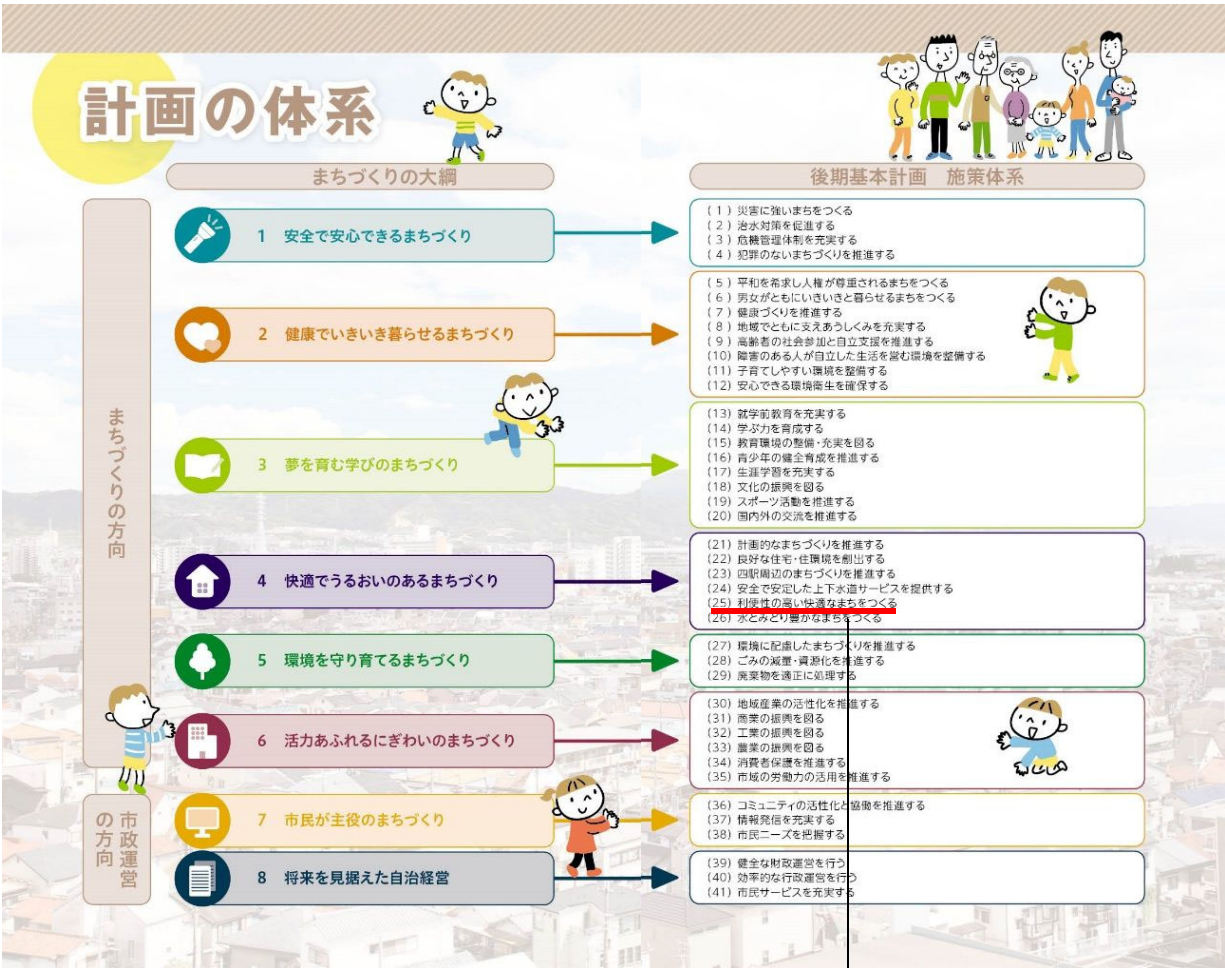 計画の体系
まちづくりの大綱
後期基本計画　施策体系
まちづくりの方向
1 安全で安心できるまちづくり
(1) 災害に強いまちをつくる
(2) 治水対策を促進する
(3) 危機管理体制を充実する
(4) 犯罪のないまちづくりを推進する
2 健康でいきいき暮らせるまちづくり
(5) 平和を希求し人権が尊重されるまちをつくる
(6) 男女がともにいきいきと暮らせるまちをつくる
(7) 健康づくりを推進する
(8) 地域でともに支えあうしくみを充実する
(9) 高齢者の社会参加と自立支援を推進する
(10) 障害のある人が自立した生活を営む環境を整備する
(11) 子育てしやすい環境を整備する
(12) 安心できる環境衛生を確保する
3 夢を育む学びのまちづくり
(13) 就学前教育を充実する
(14) 学ぶ力を育成する
(15) 教育環境の整備・充実を図る
(16) 青少年の健全育成を推進する
(17) 生涯学習を充実する
(18) 文化の振興を図る
(19) スポーツ活動を推進する
(20) 国内外の交流を推進する
4 快適でうるおいのあるまちづくり
(21) 計画的なまちづくりを推進する
(22) 良好な住宅・住環境を創出する
(23) 四駅周辺のまちづくりを推進する
(24) 安全で安定した上下水道サービスを提供する
(25) 利便性の高い快適なまちをつくる
(26) 水とみどり豊かなまちをつくる
5 環境を守り育てるまちづくり
(27) 環境に配慮したまちづくりを推進する
(28) ごみの減量・資源化を推進する
(29) 廃棄物を適正に処理する
6 活力あふれるにぎわいのまちづくり
(30) 地域産業の活性化を推進する
(31) 商業の振興を図る
(32) 工業の振興を図る
(33) 農業の振興を図る
(34) 消費者保護を推進する
(35) 市域の労働力の活用を推進する
市政運営の方向
7 市民が主役のまちづくり
(36) コミュニティの活性化と協働を推進する
(37) 情報発信を充実する
(38) 市民ニーズを把握する
8 将来を見据えた自治経営
(39) 健全な財政運営を行う
(40) 効率的な行政運営を行う
(41) 市民サービスを充実する